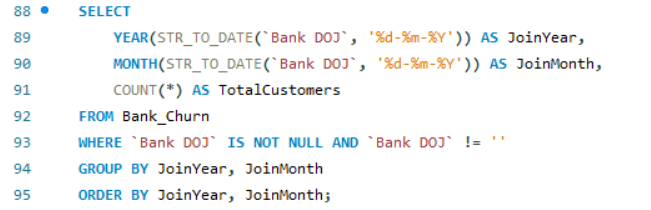 88 SELECT
89 YEAR(STR_TO_DATE(`Bank DOJ`, '%d-%m-%Y')) AS JoinYear,
90 MONTH(STR_TO_DATE(`Bank DOJ`, '%d-%m-%Y')) AS JoinMonth,
91 COUNT(*) AS TotalCustomers
92 FROM Bank_Churn
93 WHERE `Bank DOJ` IS NOT NULL AND `Bank DOJ` != ''
94 GROUP BY JoinYear, JoinMonth
95 ORDER BY JoinYear, JoinMonth;